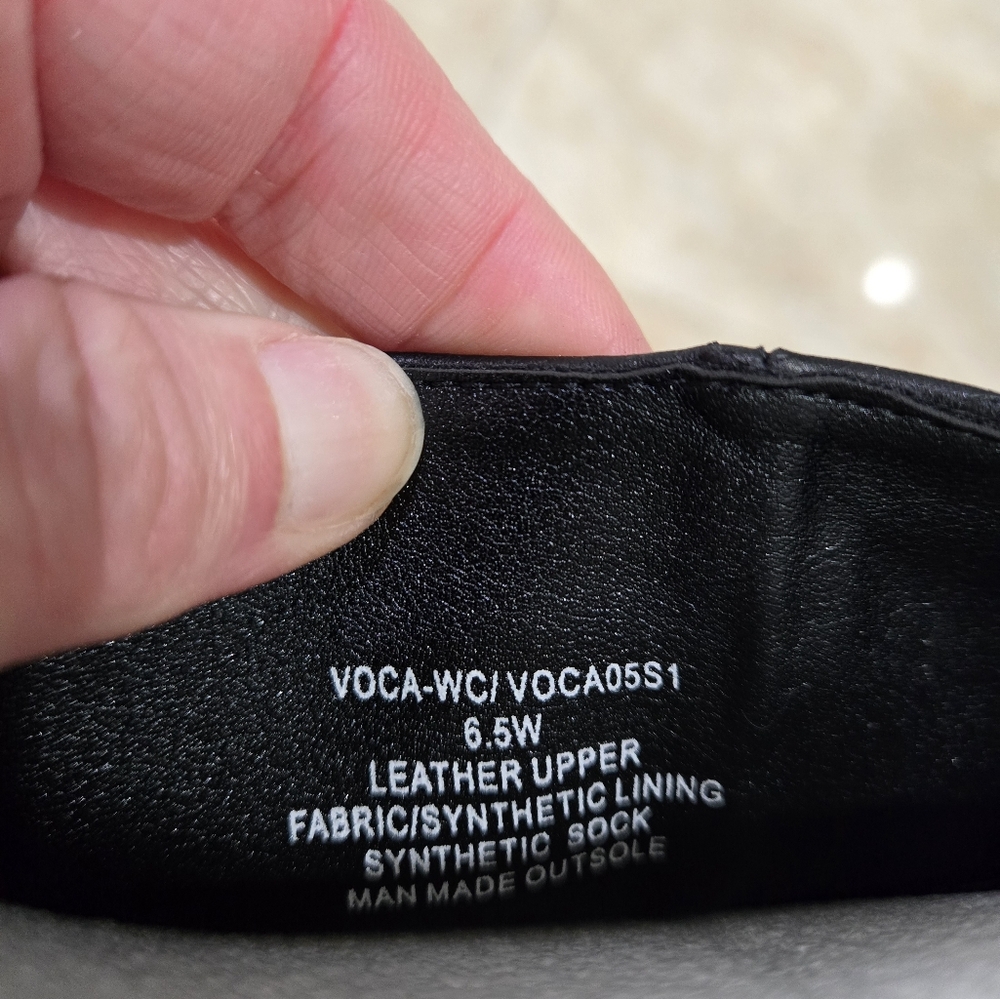 VOCA-WC/ VOCA05S1
6.5W
LEATHER UPPER
FABRIC/SYNTHETIC LINING
SYNTHETIC SOCK
MAN MADE OUTSOLE